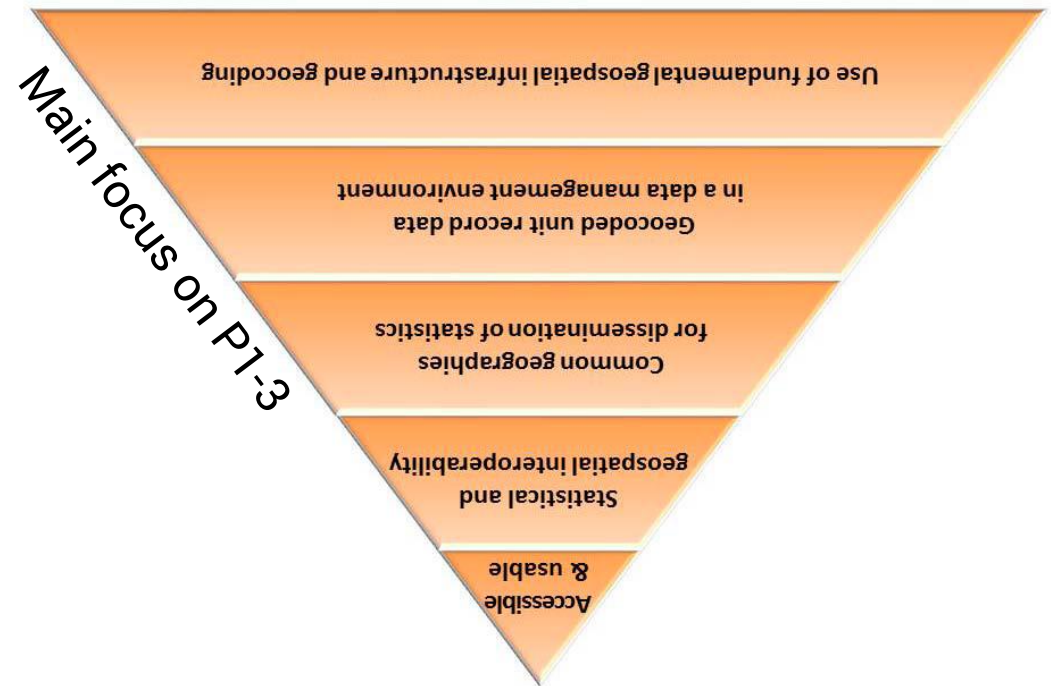 Use of fundamental geospatial infrastructure and geocoding
Geocoded unit record data
in a data management environment
Common geographies
for dissemination of statistics
Statistical and
geospatial interoperability
Accessible
& usable
Main focus on P1-3